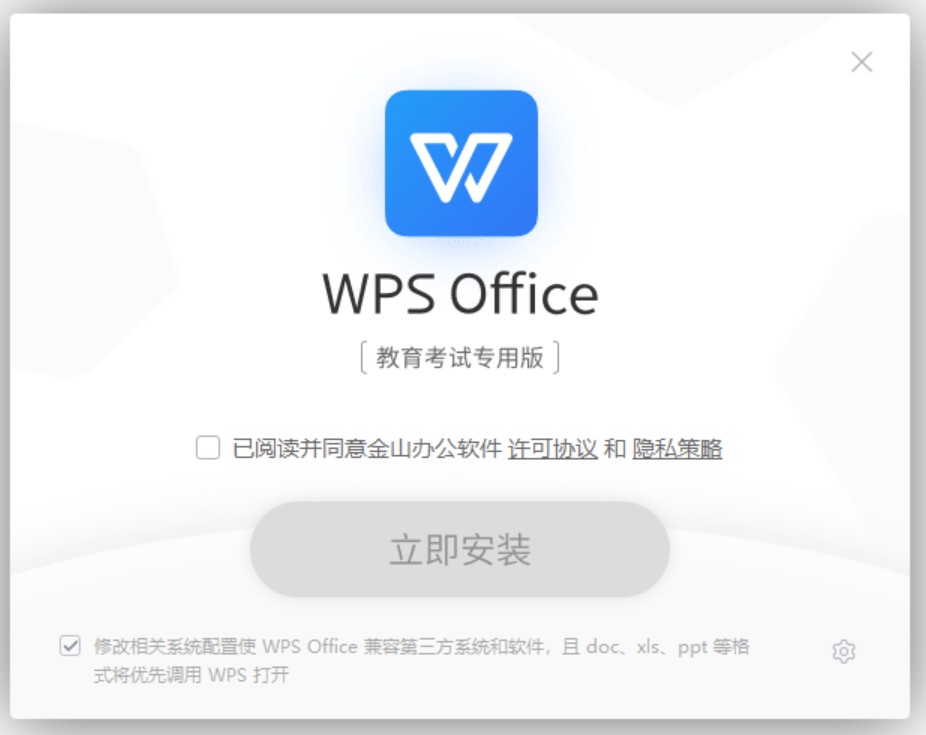 WPS Office
[ 教育考试专用版 ]
已阅读并同意金山办公软件 许可协议 和 隐私策略
立即安装
修改相关系统配置使 WPS Office 兼容第三方系统和软件，且 doc、xls、ppt 等格
式将优先调用 WPS 打开